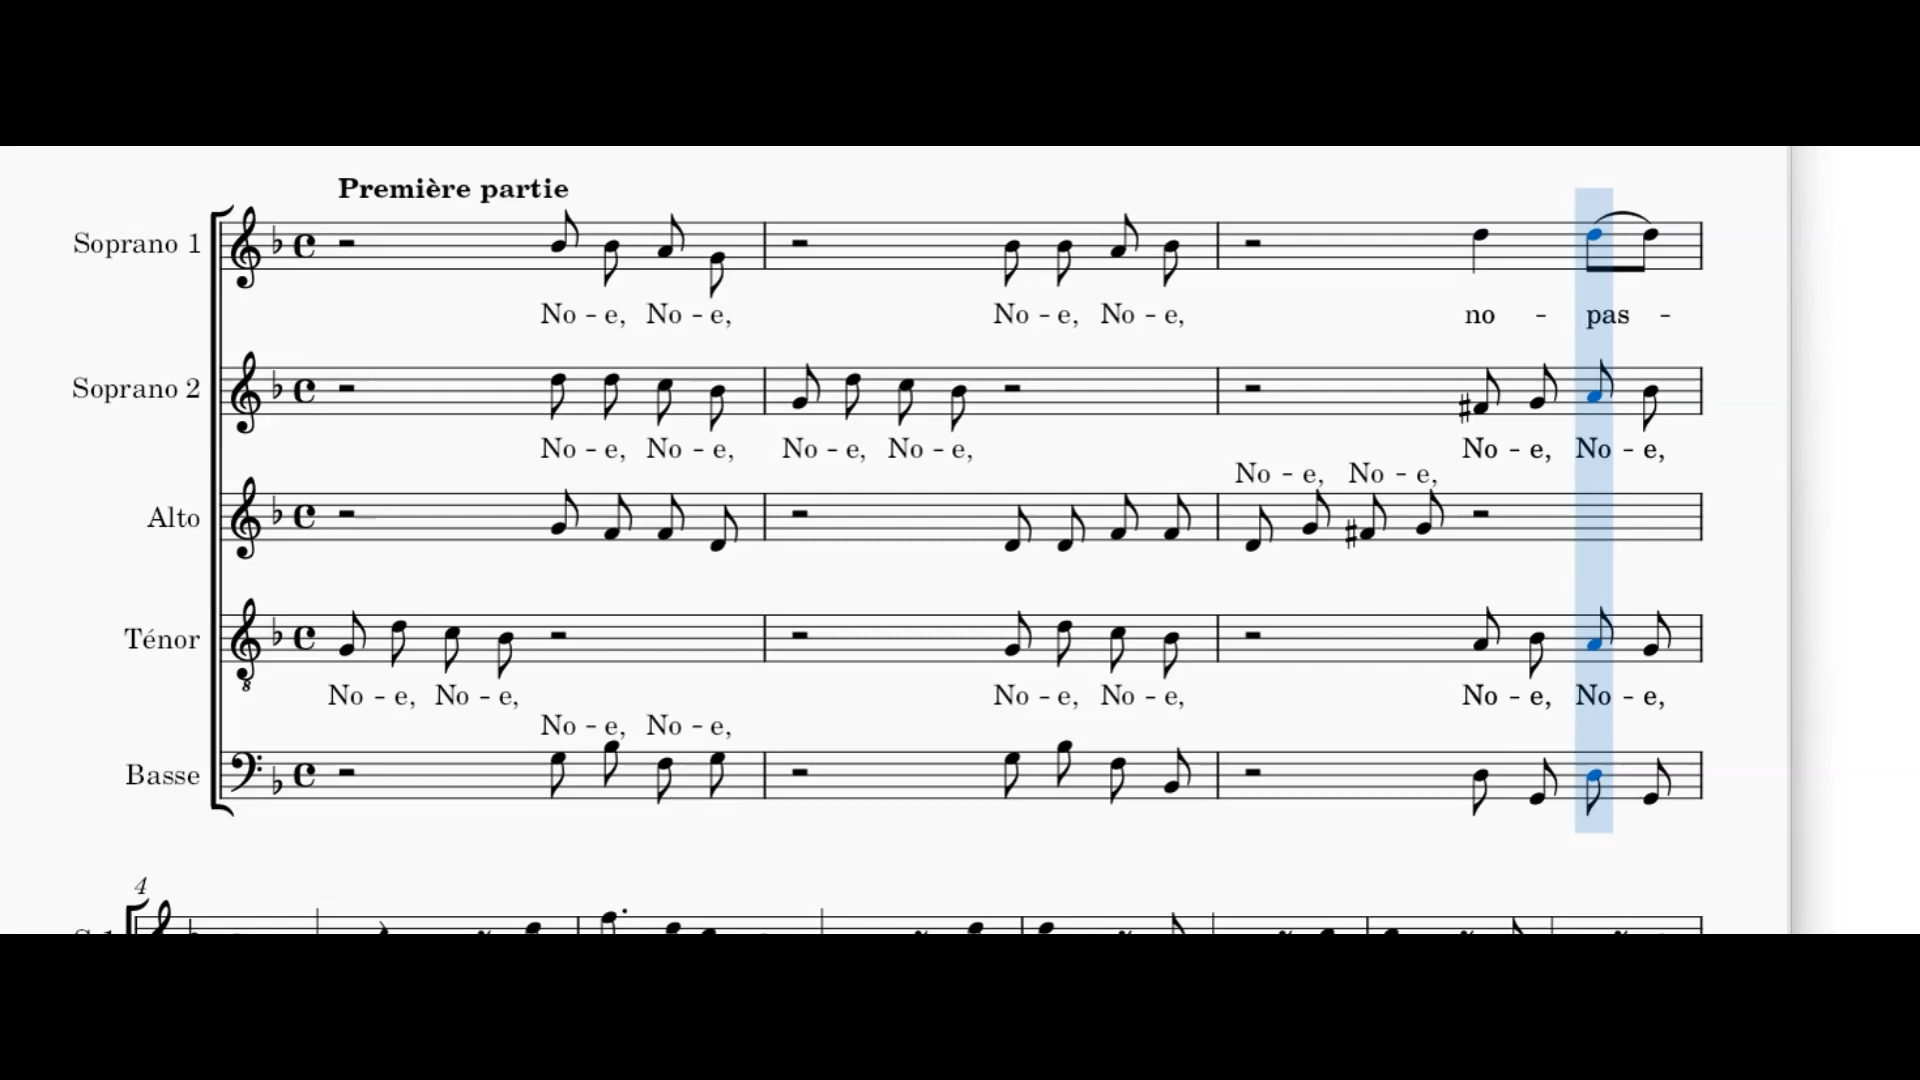 Première partie
Soprano 1
No - e, No - e, No - e, No - e, no - pas -
Soprano 2
No - e, No - e, No - e, No - e, No - e, No - e,
No - e, No - e,
Alto
Ténor
No - e, No - e, No - e, No - e, No - e, No - e,
No - e, No - e,
Basse
4